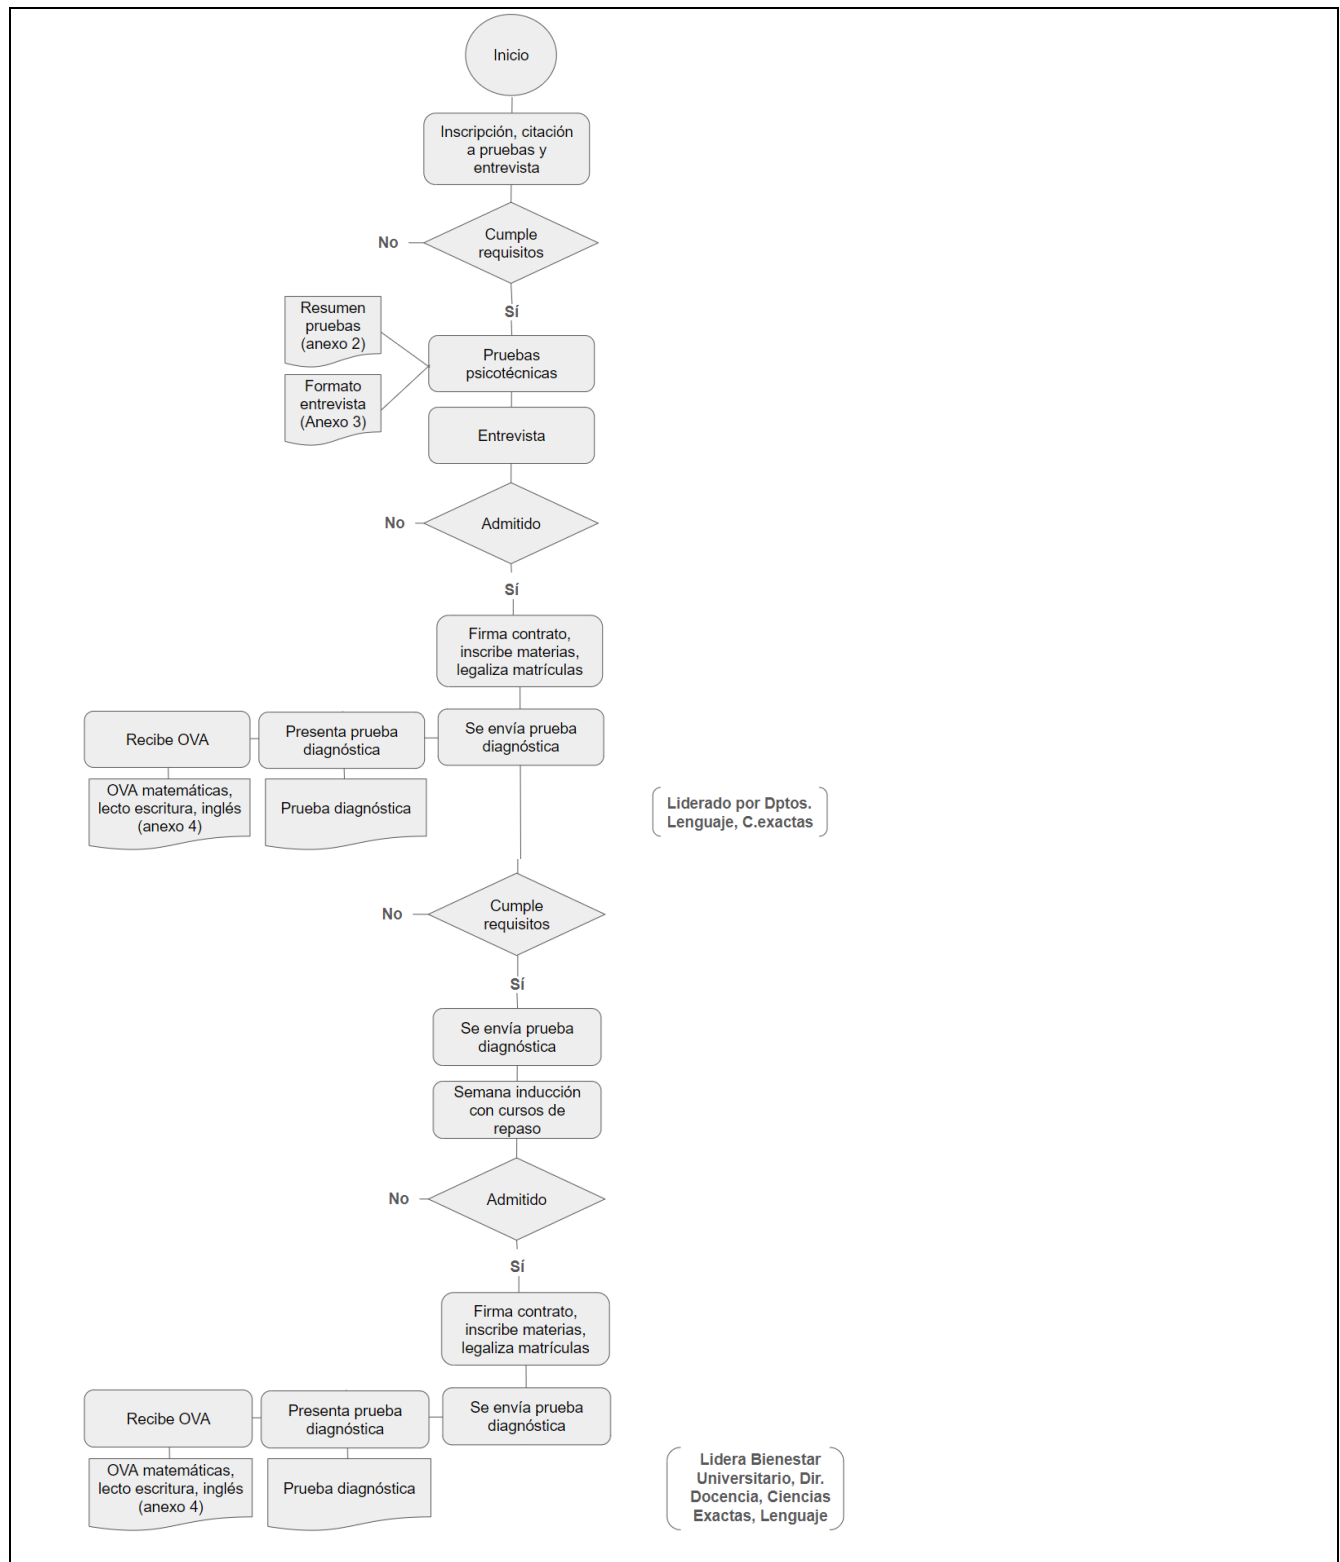 Inicio
Inscripción, citación
a pruebas y
entrevista
Cumple
requisitos
No
Sí
Resumen
pruebas
(anexo 2)
Pruebas
psicotécnicas
Formato
entrevista
(Anexo 3)
Entrevista
Admitido
No
Sí
Firma contrato,
inscribe materias,
legaliza matrículas
Recibe OVA
Presenta prueba
diagnóstica
Se envía prueba
diagnóstica
OVA matemáticas,
lecto escritura, inglés
(anexo 4)
Prueba diagnóstica
Liderado por Dptos.
Lenguaje, C.exactas
Cumple
requisitos
No
Sí
Se envía prueba
diagnóstica
Semana inducción
con cursos de
repaso
Admitido
No
Sí
Firma contrato,
inscribe materias,
legaliza matrículas
Recibe OVA
Presenta prueba
diagnóstica
Se envía prueba
diagnóstica
OVA matemáticas,
lecto escritura, inglés
(anexo 4)
Prueba diagnóstica
Lidera Bienestar
Universitario, Dir.
Docencia, Ciencias
Exactas, Lenguaje